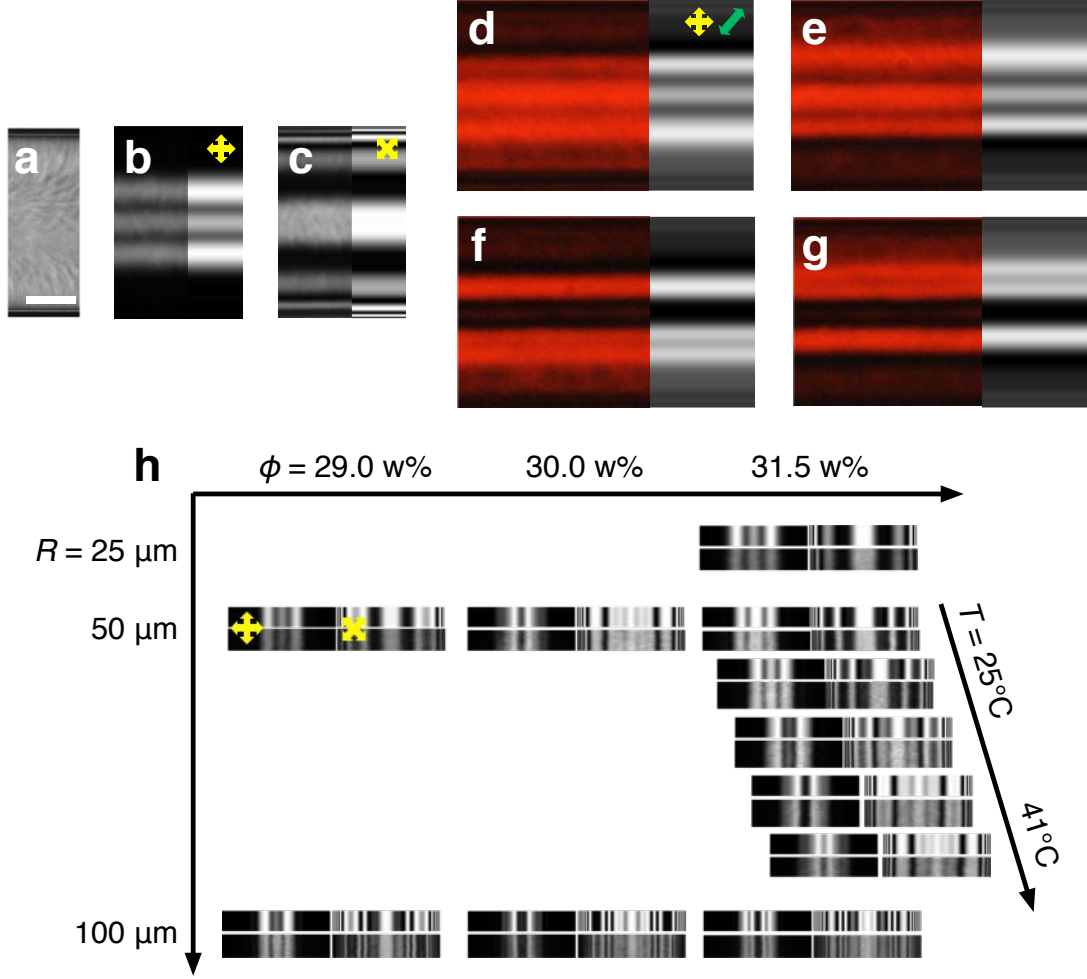 a
b
c
d
e
f
g
h
ϕ = 29.0 w%
30.0 w%
31.5 w%
R = 25 μm
50 μm
T = 25°C
41°C
100 μm